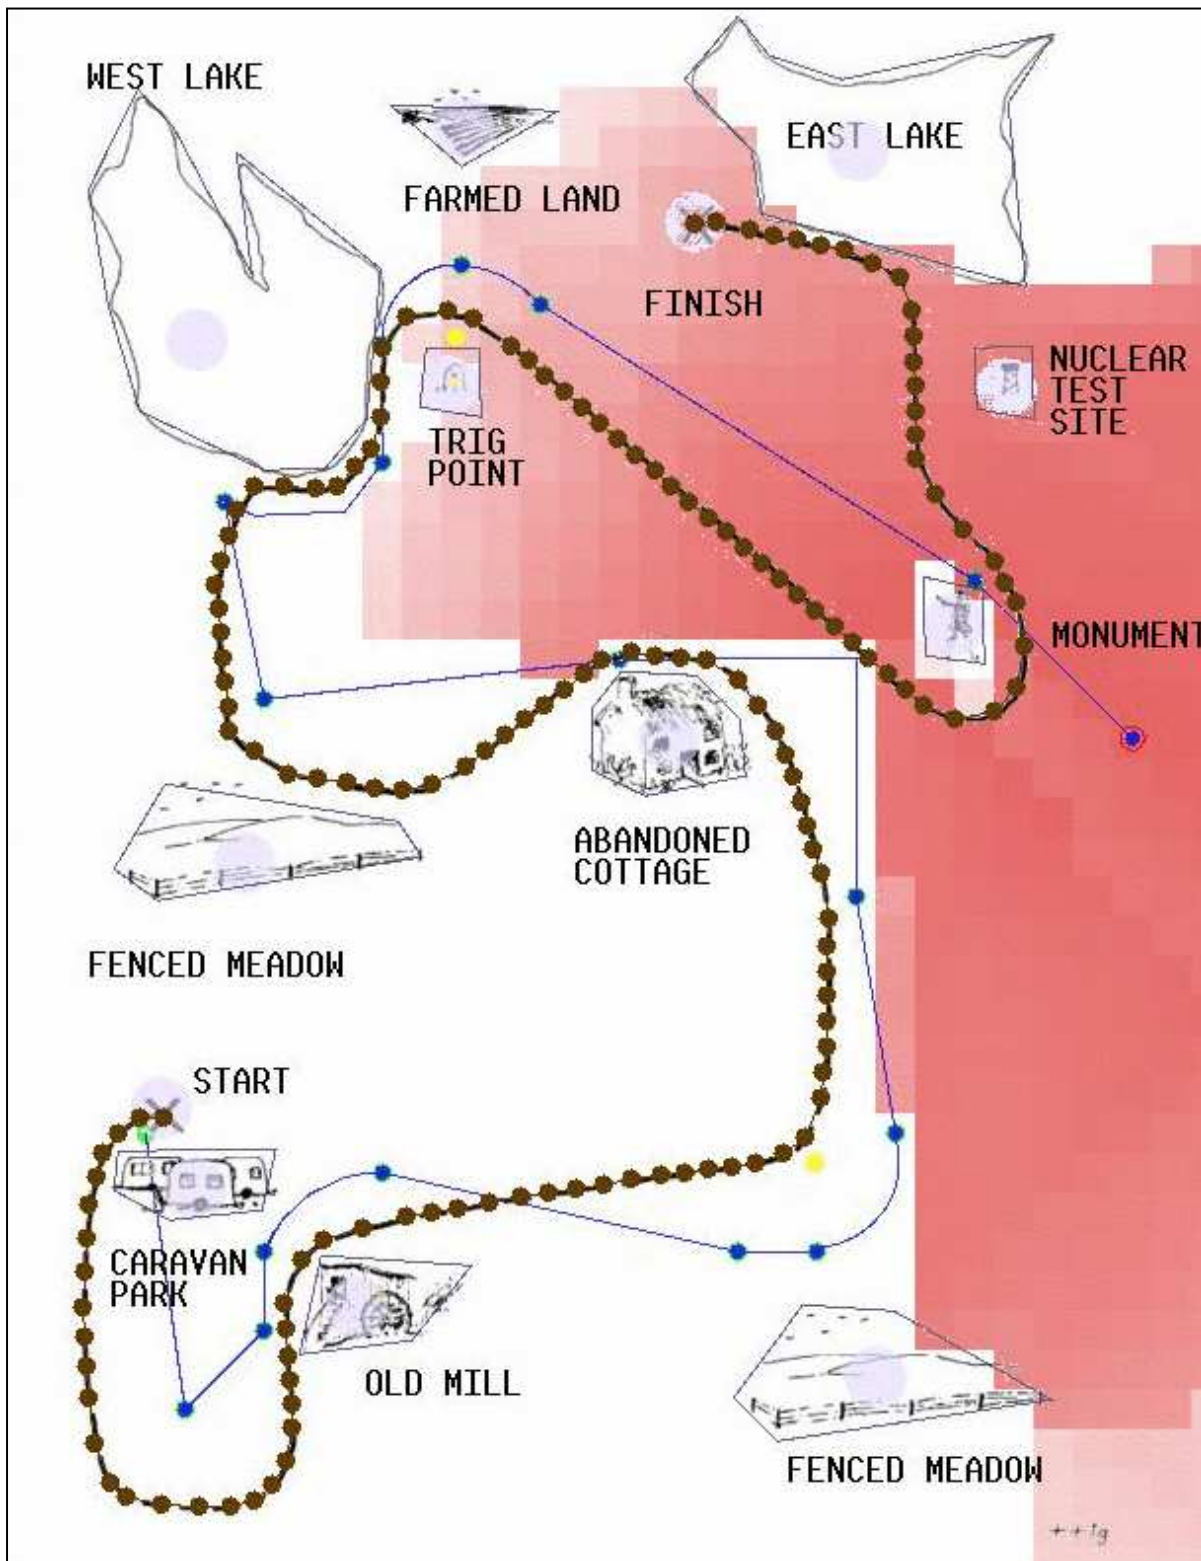 WEST LAKE
EAST LAKE
FARMED LAND
FINISH
NUCLEAR
TEST
SITE
TRIG
POINT
MONUMENT
ABANDONED
COTTAGE
FENCED MEADOW
START
CARAVAN
PARK
OLD MILL
FENCED MEADOW